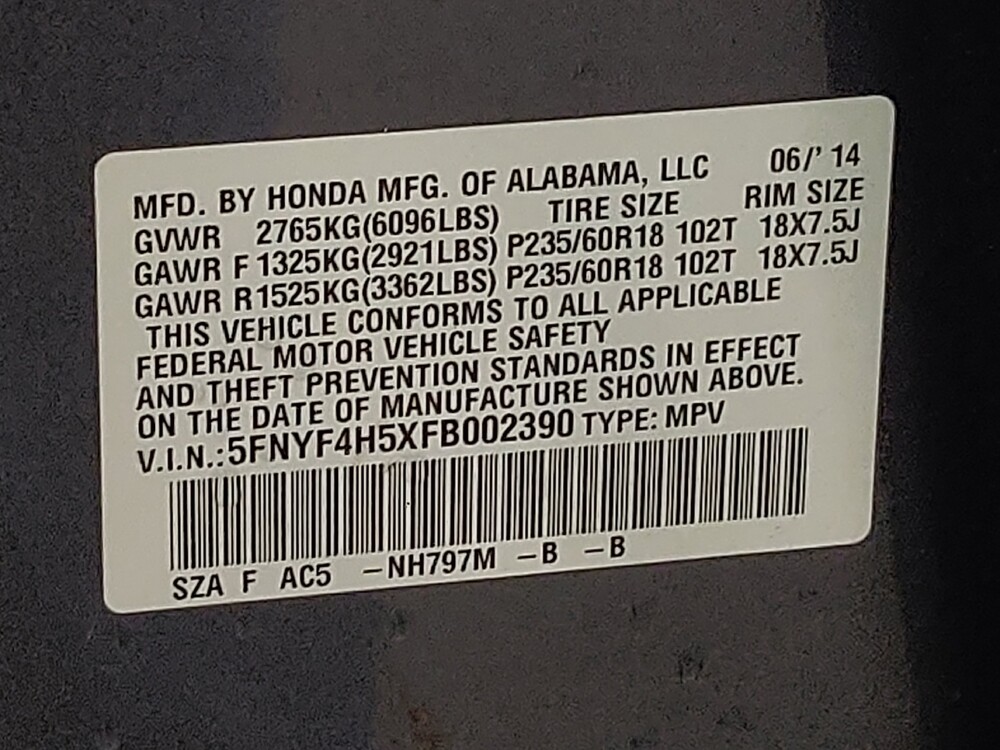 MFD. BY HONDA MFG. OF ALABAMA, LLC 06/' 14
GVWR 2765KG(6096LBS) TIRE SIZE RIM SIZE
GAWR F 1325KG(2921LBS) P235/60R18 102T 18X7.5J
GAWR R 1525KG(3362LBS) P235/60R18 102T 18X7.5J
THIS VEHICLE CONFORMS TO ALL APPLICABLE
FEDERAL MOTOR VEHICLE SAFETY
AND THEFT PREVENTION STANDARDS IN EFFECT
ON THE DATE OF MANUFACTURE SHOWN ABOVE.
V.I.N.:5FNYF4H5XFB002390 TYPE: MPV
SZA F AC5 –NH797M –B –B